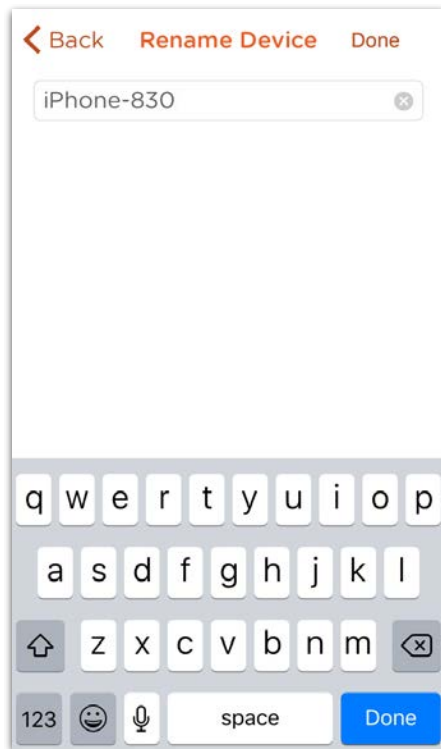 Back Rename Device Done
iPhone-830
q w e r t y u i o p
a s d f g h j k l
z x c v b n m
123 space Done